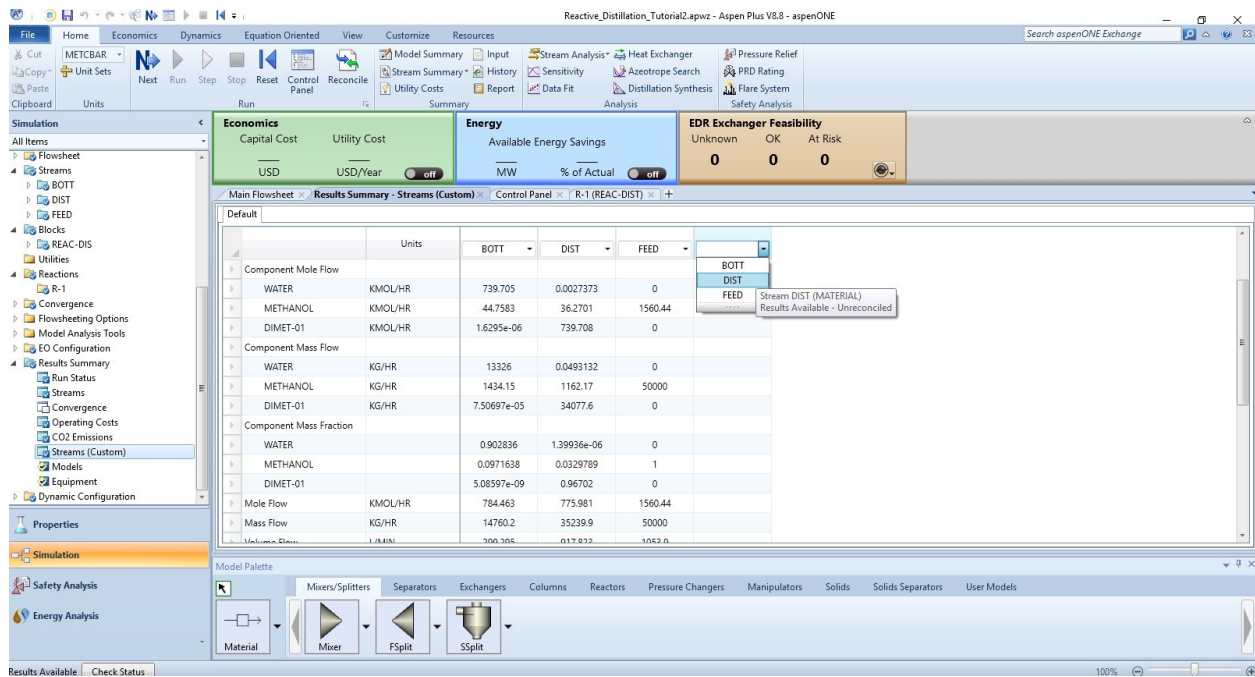 Reactive_Distillation_Tutorial2.apwz - Aspen Plus V8.8 - aspenONE
File Home Economics Dynamics Equation Oriented View Customize Resources Search aspenONE Exchange
Cut METCBAR Model Summary Input Stream Analysis Heat Exchanger Pressure Relief
Copy Unit Sets Next Run Step Stop Reset Control Panel Reconcile Stream Summary History Sensitivity Azeotrope Search PRD Rating
Paste Utility Costs Report Data Fit Distillation Synthesis Flare System
Clipboard Units Run Summary Analysis Safety Analysis
Simulation
All Items
Flowsheet
Streams
BOTT
DIST
FEED
Blocks
REAC-DIS
Utilities
Reactions
R-1
Convergence
Flowsheeting Options
Model Analysis Tools
EO Configuration
Results Summary
Run Status
Streams
Convergence
Operating Costs
CO2 Emissions
Streams (Custom)
Models
Equipment
Dynamic Configuration
Properties
Simulation
Safety Analysis
Energy Analysis
Economics
Capital Cost Utility Cost
USD USD/Year off
Energy
Available Energy Savings
MW % of Actual off
EDR Exchanger Feasibility
Unknown OK At Risk
0 0 0
Main Flowsheet Results Summary - Streams (Custom) Control Panel R-1 (REAC-DIST) +
Default
Units BOTT DIST FEED
BOTT
DIST
FEED
Stream DIST (MATERIAL)
Results Available - Unreconciled
Component Mole Flow
WATER KMOL/HR 739.705 0.0027373 0
METHANOL KMOL/HR 44.7583 36.2701 1560.44
DIMET-01 KMOL/HR 1.6295e-06 739.708 0
Component Mass Flow
WATER KG/HR 13326 0.0493132 0
METHANOL KG/HR 1434.15 1162.17 50000
DIMET-01 KG/HR 7.50697e-05 34077.6 0
Component Mass Fraction
WATER 0.902836 1.39936e-06 0
METHANOL 0.0971638 0.0329789 1
DIMET-01 5.08597e-09 0.96702 0
Mole Flow KMOL/HR 784.463 775.981 1560.44
Mass Flow KG/HR 14760.2 35239.9 50000
Volume Flow L/MIN 299.295 917.823 1053.9
Model Palette
Mixers/Splitters Separators Exchangers Columns Reactors Pressure Changers Manipulators Solids Solids Separators User Models
Material Mixer FSplit SSplit
Results Available Check Status 100%